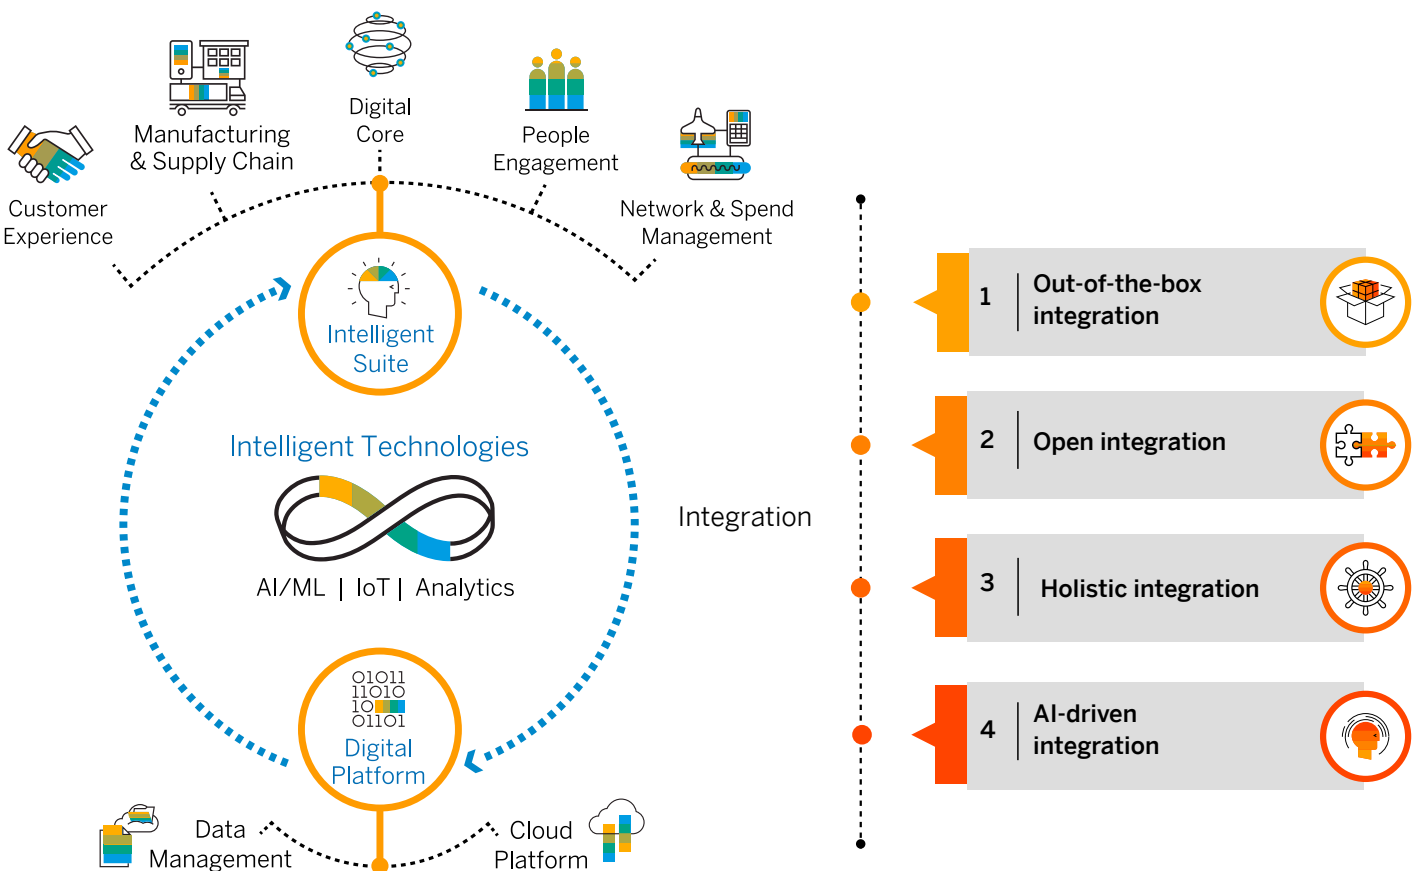 Digital
Core
Manufacturing
& Supply Chain
People
Engagement
Customer
Experience
Network & Spend
Management
Intelligent
Suite
Intelligent Technologies
AI/ML | IoT | Analytics
01011
11010
10
01101
Digital
Platform
Data
Management
Cloud
Platform
Integration
1
Out-of-the-box
integration
2
Open integration
3
Holistic integration
4
AI-driven
integration